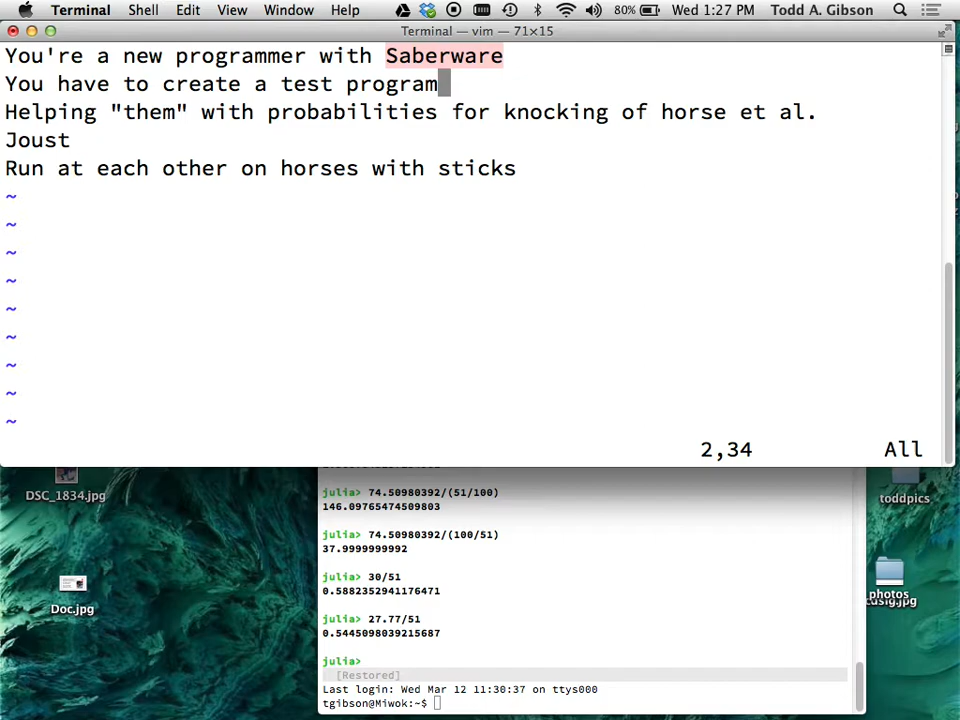 Terminal Shell Edit View Window Help 80% Wed 1:27 PM Todd A. Gibson
Terminal — vim — 71×15
You're a new programmer with Saberware
You have to create a test program
Helping "them" with probabilities for knocking of horse et al.
Joust
Run at each other on horses with sticks
~
~
~
~
~
~
~
~
~
2,34 All
julia> 74.50980392/(51/100)
146.09765474509803
julia> 74.50980392/(100/51)
37.9999999992
julia> 30/51
0.5882352941176471
julia> 27.77/51
0.5445098039215687
julia>
[Restored]
Last login: Wed Mar 12 11:30:37 on ttys000
tgibson@Miwok:~$
DSC_1834.jpg
Doc.jpg
toddpics
photos